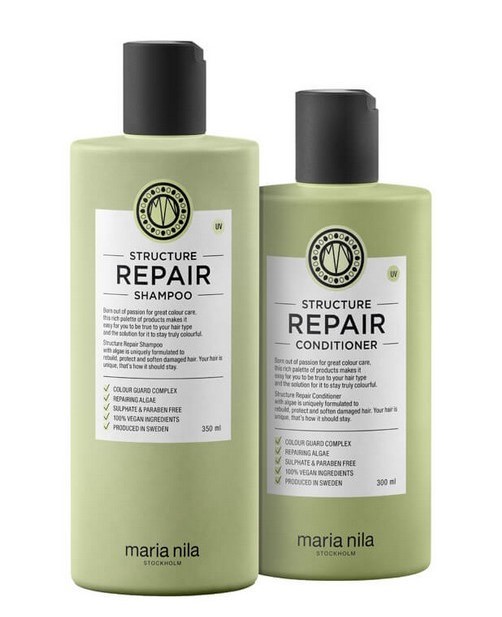 UV
STRUCTURE
REPAIR
SHAMPOO
Born out of passion for great colour care,
this rich palette of products makes it
easy for you to be true to your hair type
and the solution for it to stay truly colourful.
Structure Repair Shampoo
with algae is uniquely formulated to
rebuild, protect and soften damaged hair. Your hair is
unique, that's how it should stay.
COLOUR GUARD COMPLEX
REPAIRING ALGAE
SULPHATE & PARABEN FREE
100% VEGAN INGREDIENTS
PRODUCED IN SWEDEN
350 ml
maria nila
STOCKHOLM
UV
STRUCTURE
REPAIR
CONDITIONER
Born out of passion for great colour care,
this rich palette of products makes it
easy for you to be true to your hair type
and the solution for it to stay truly colourful.
Structure Repair Conditioner
with algae is uniquely formulated to
rebuild, protect and soften damaged hair. Your hair is
unique, that's how it should stay.
COLOUR GUARD COMPLEX
REPAIRING ALGAE
SULPHATE & PARABEN FREE
100% VEGAN INGREDIENTS
PRODUCED IN SWEDEN
300 ml
maria nila
STOCKHOLM